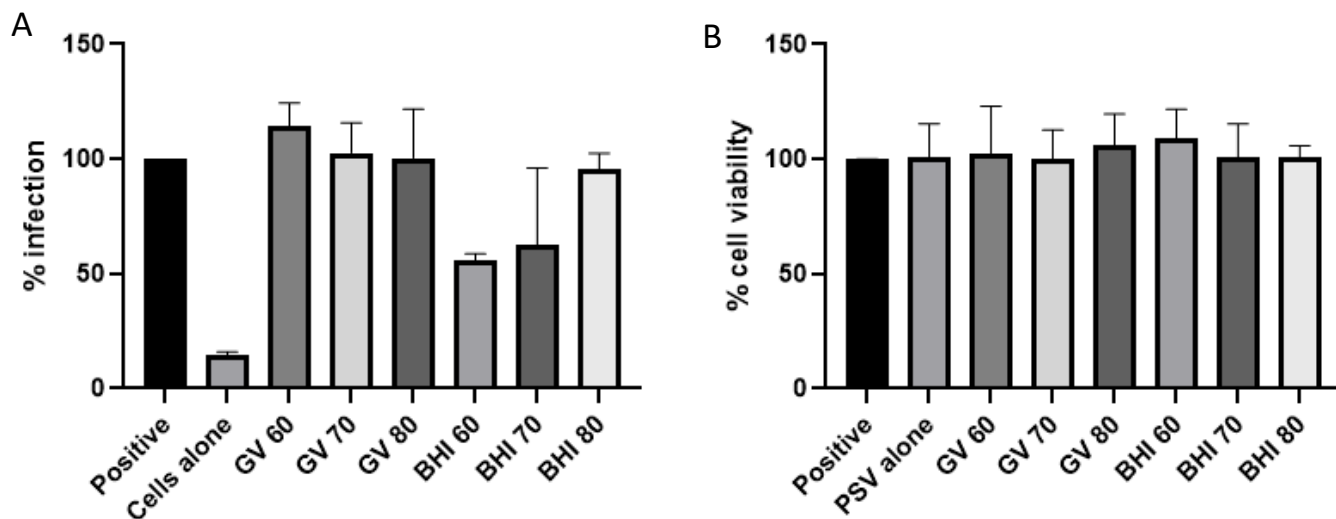 A
% infection
150
100
50
0
Positive
Cells alone
GV 60
GV 70
GV 80
BHI 60
BHI 70
BHI 80
B
% cell viability
150
100
50
0
Positive
PSV alone
GV 60
GV 70
GV 80
BHI 60
BHI 70
BHI 80